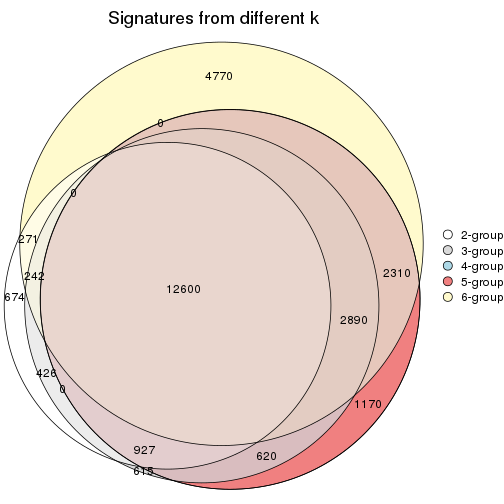 Signatures from different k
4770
0
0
271
242
674
12600
2310
2890
426
0
1170
927
620
615
2-group
3-group
4-group
5-group
6-group